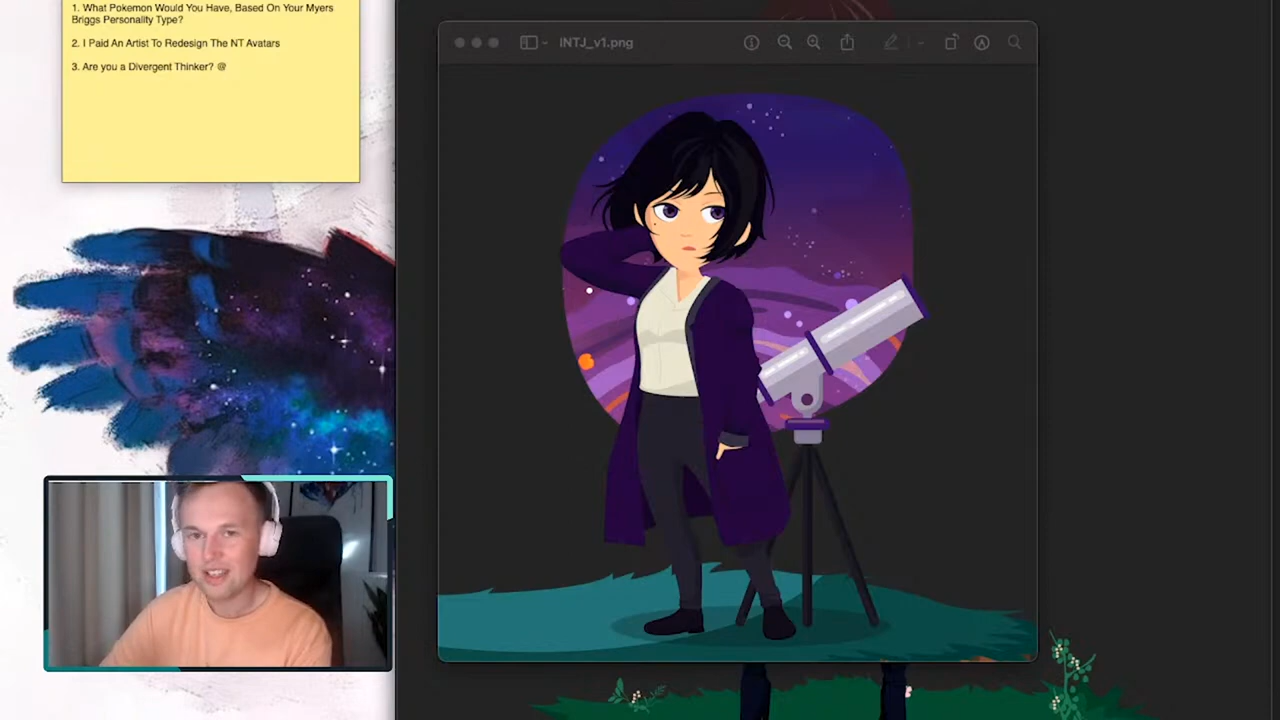 1. What Pokemon Would You Have, Based On Your Myers
Briggs Personality Type?
2. I Paid An Artist To Redesign The NT Avatars
3. Are you a Divergent Thinker? @
INTJ_v1.png